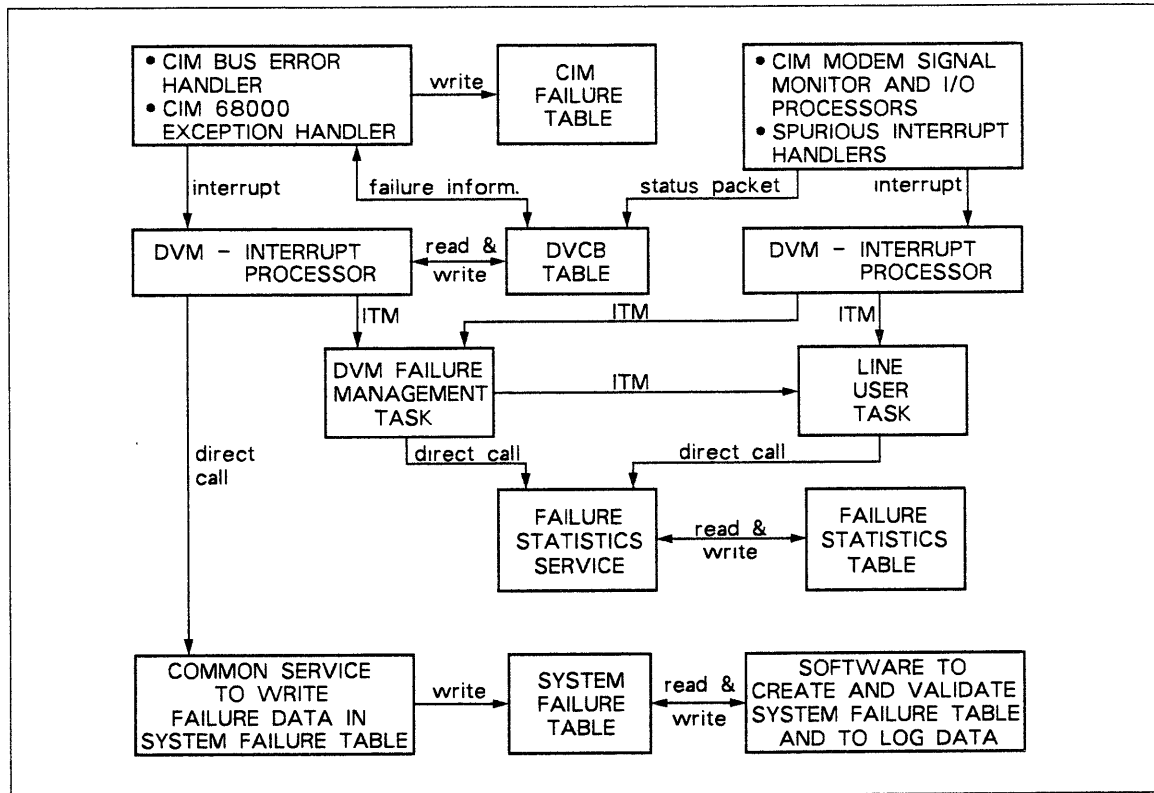 • CIM BUS ERROR
HANDLER
• CIM 68000
EXCEPTION HANDLER
write
CIM
FAILURE
TABLE
• CIM MODEM SIGNAL
MONITOR AND I/O
PROCESSORS
• SPURIOUS INTERRUPT
HANDLERS
interrupt
failure inform.
status packet
interrupt
DVM – INTERRUPT
PROCESSOR
read &
write
DVCB
TABLE
DVM – INTERRUPT
PROCESSOR
ITM
ITM
ITM
DVM FAILURE
MANAGEMENT
TASK
ITM
LINE
USER
TASK
direct
call
direct call
direct call
FAILURE
STATISTICS
SERVICE
read &
write
FAILURE
STATISTICS
TABLE
COMMON SERVICE
TO WRITE
FAILURE DATA IN
SYSTEM FAILURE TABLE
write
SYSTEM
FAILURE
TABLE
read &
write
SOFTWARE TO
CREATE AND VALIDATE
SYSTEM FAILURE TABLE
AND TO LOG DATA